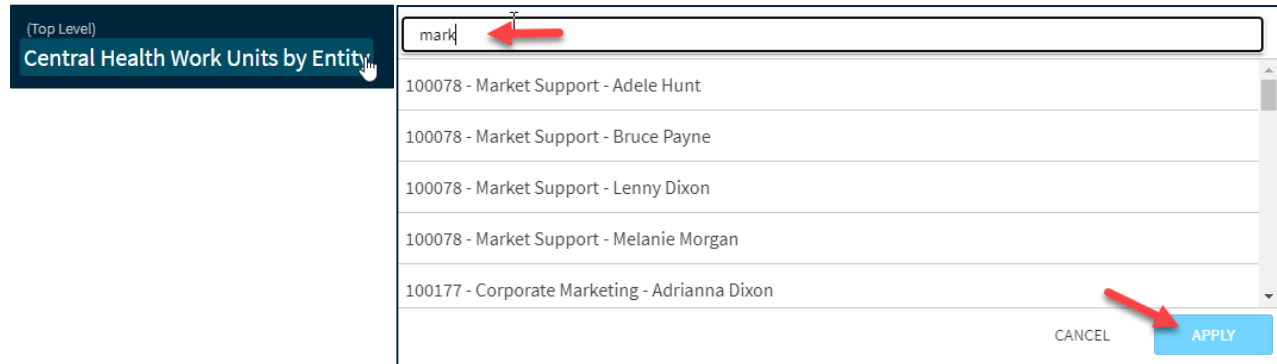 (Top Level)
Central Health Work Units by Entity
mark
100078 - Market Support - Adele Hunt
100078 - Market Support - Bruce Payne
100078 - Market Support - Lenny Dixon
100078 - Market Support - Melanie Morgan
100177 - Corporate Marketing - Adrianna Dixon
CANCEL APPLY